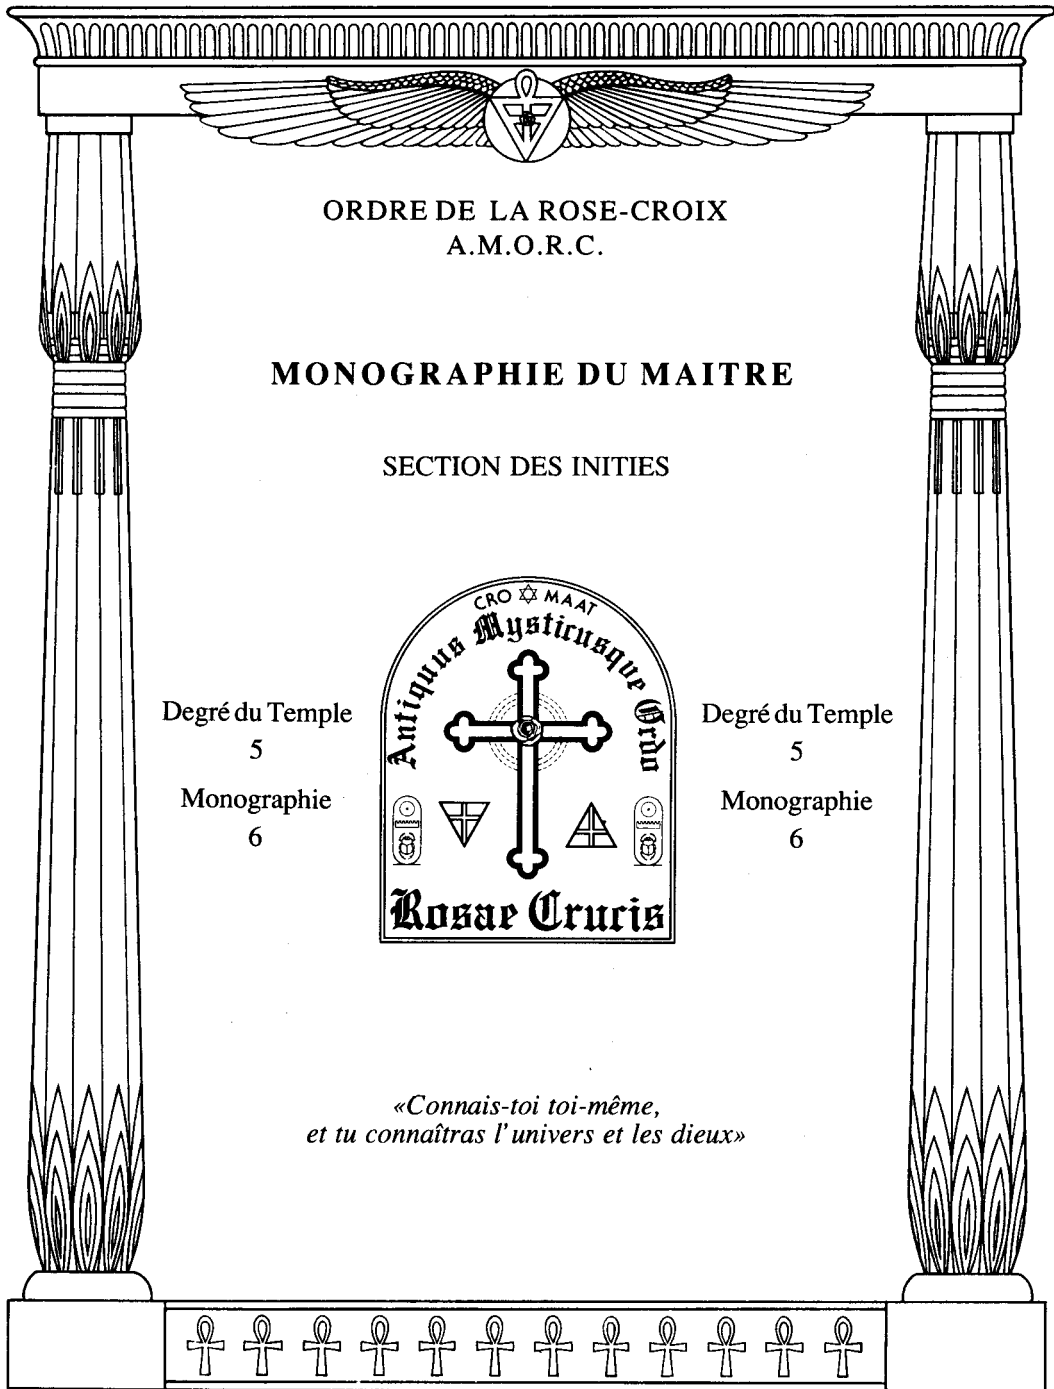 ORDRE DE LA ROSE-CROIX
A.M.O.R.C.
MONOGRAPHIE DU MAITRE
SECTION DES INITIES
CRO MAAT
Antiquus Mysticusque Ordo
Degré du Temple
5
Monographie
6
Degré du Temple
5
Monographie
6
Rosae Crucis
«Connais-toi toi-même,
et tu connaîtras l'univers et les dieux»